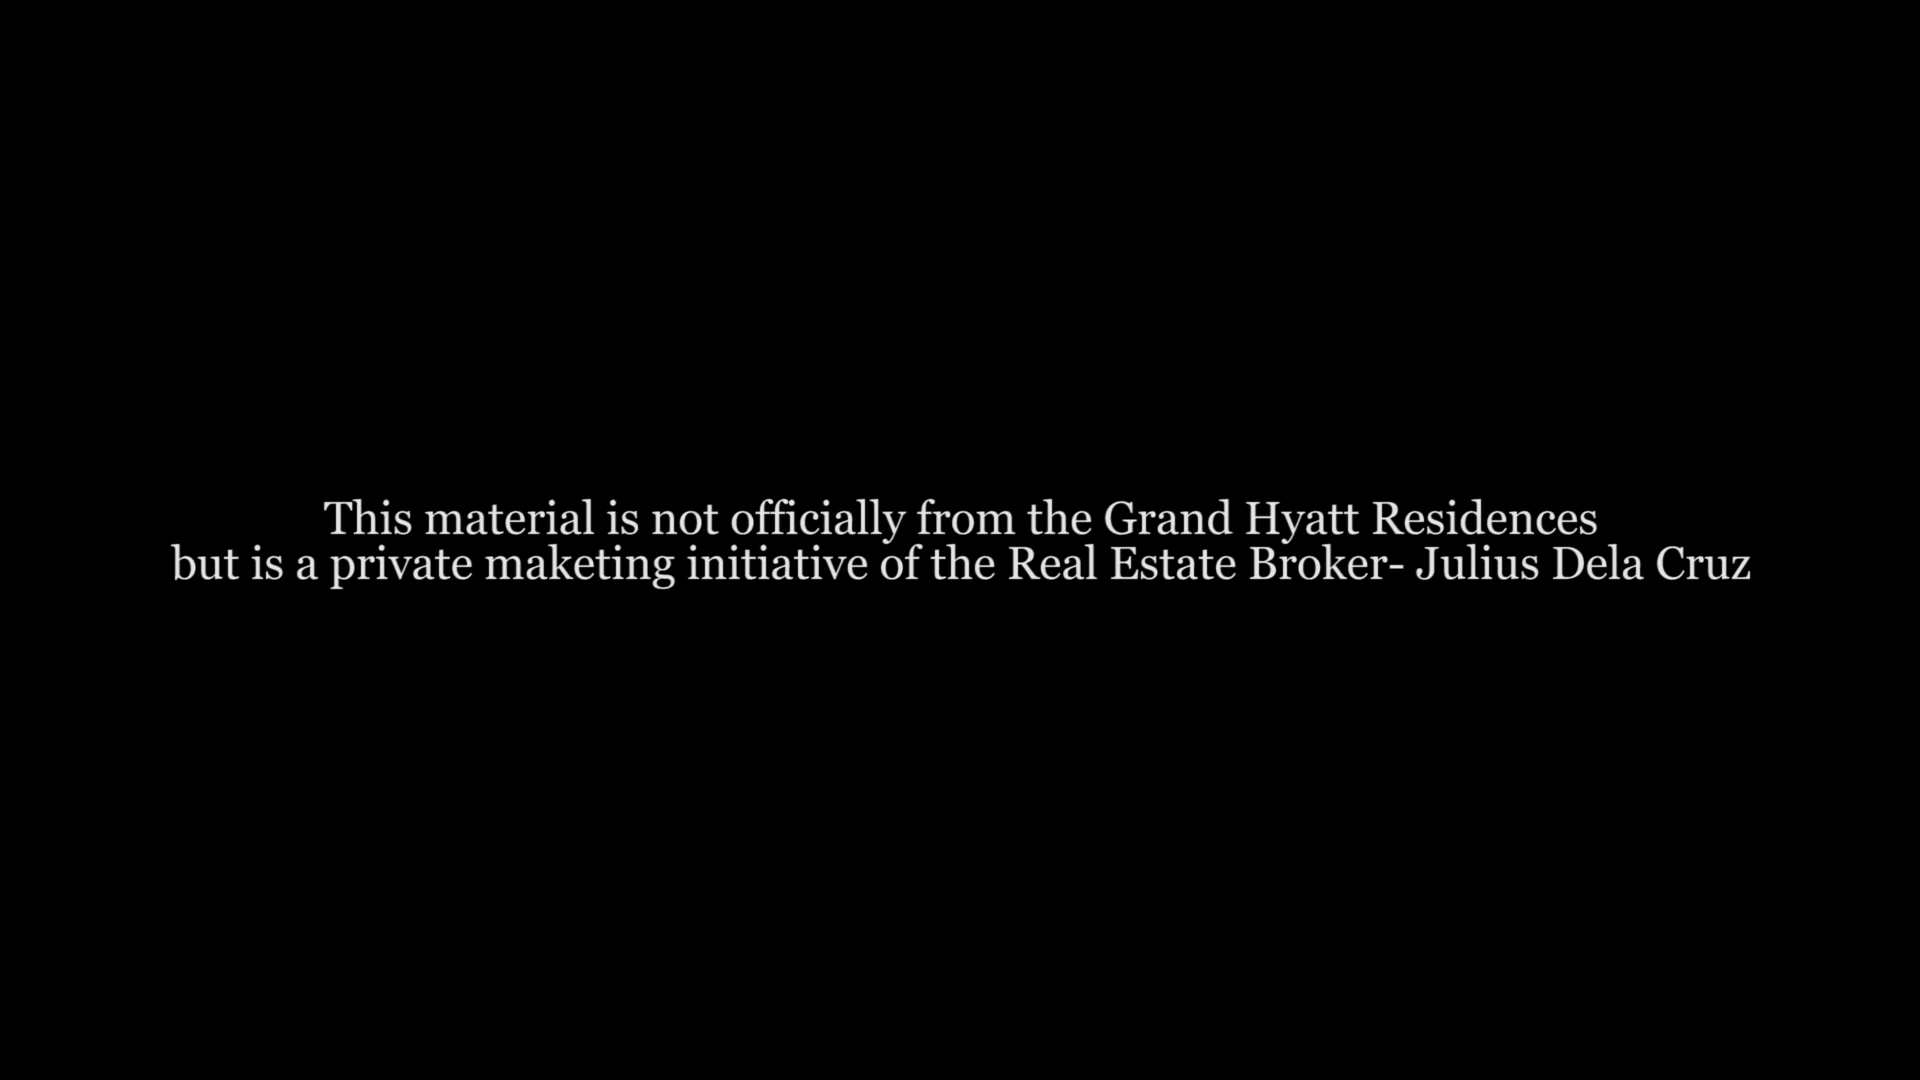 This material is not officially from the Grand Hyatt Residences
but is a private maketing initiative of the Real Estate Broker- Julius Dela Cruz